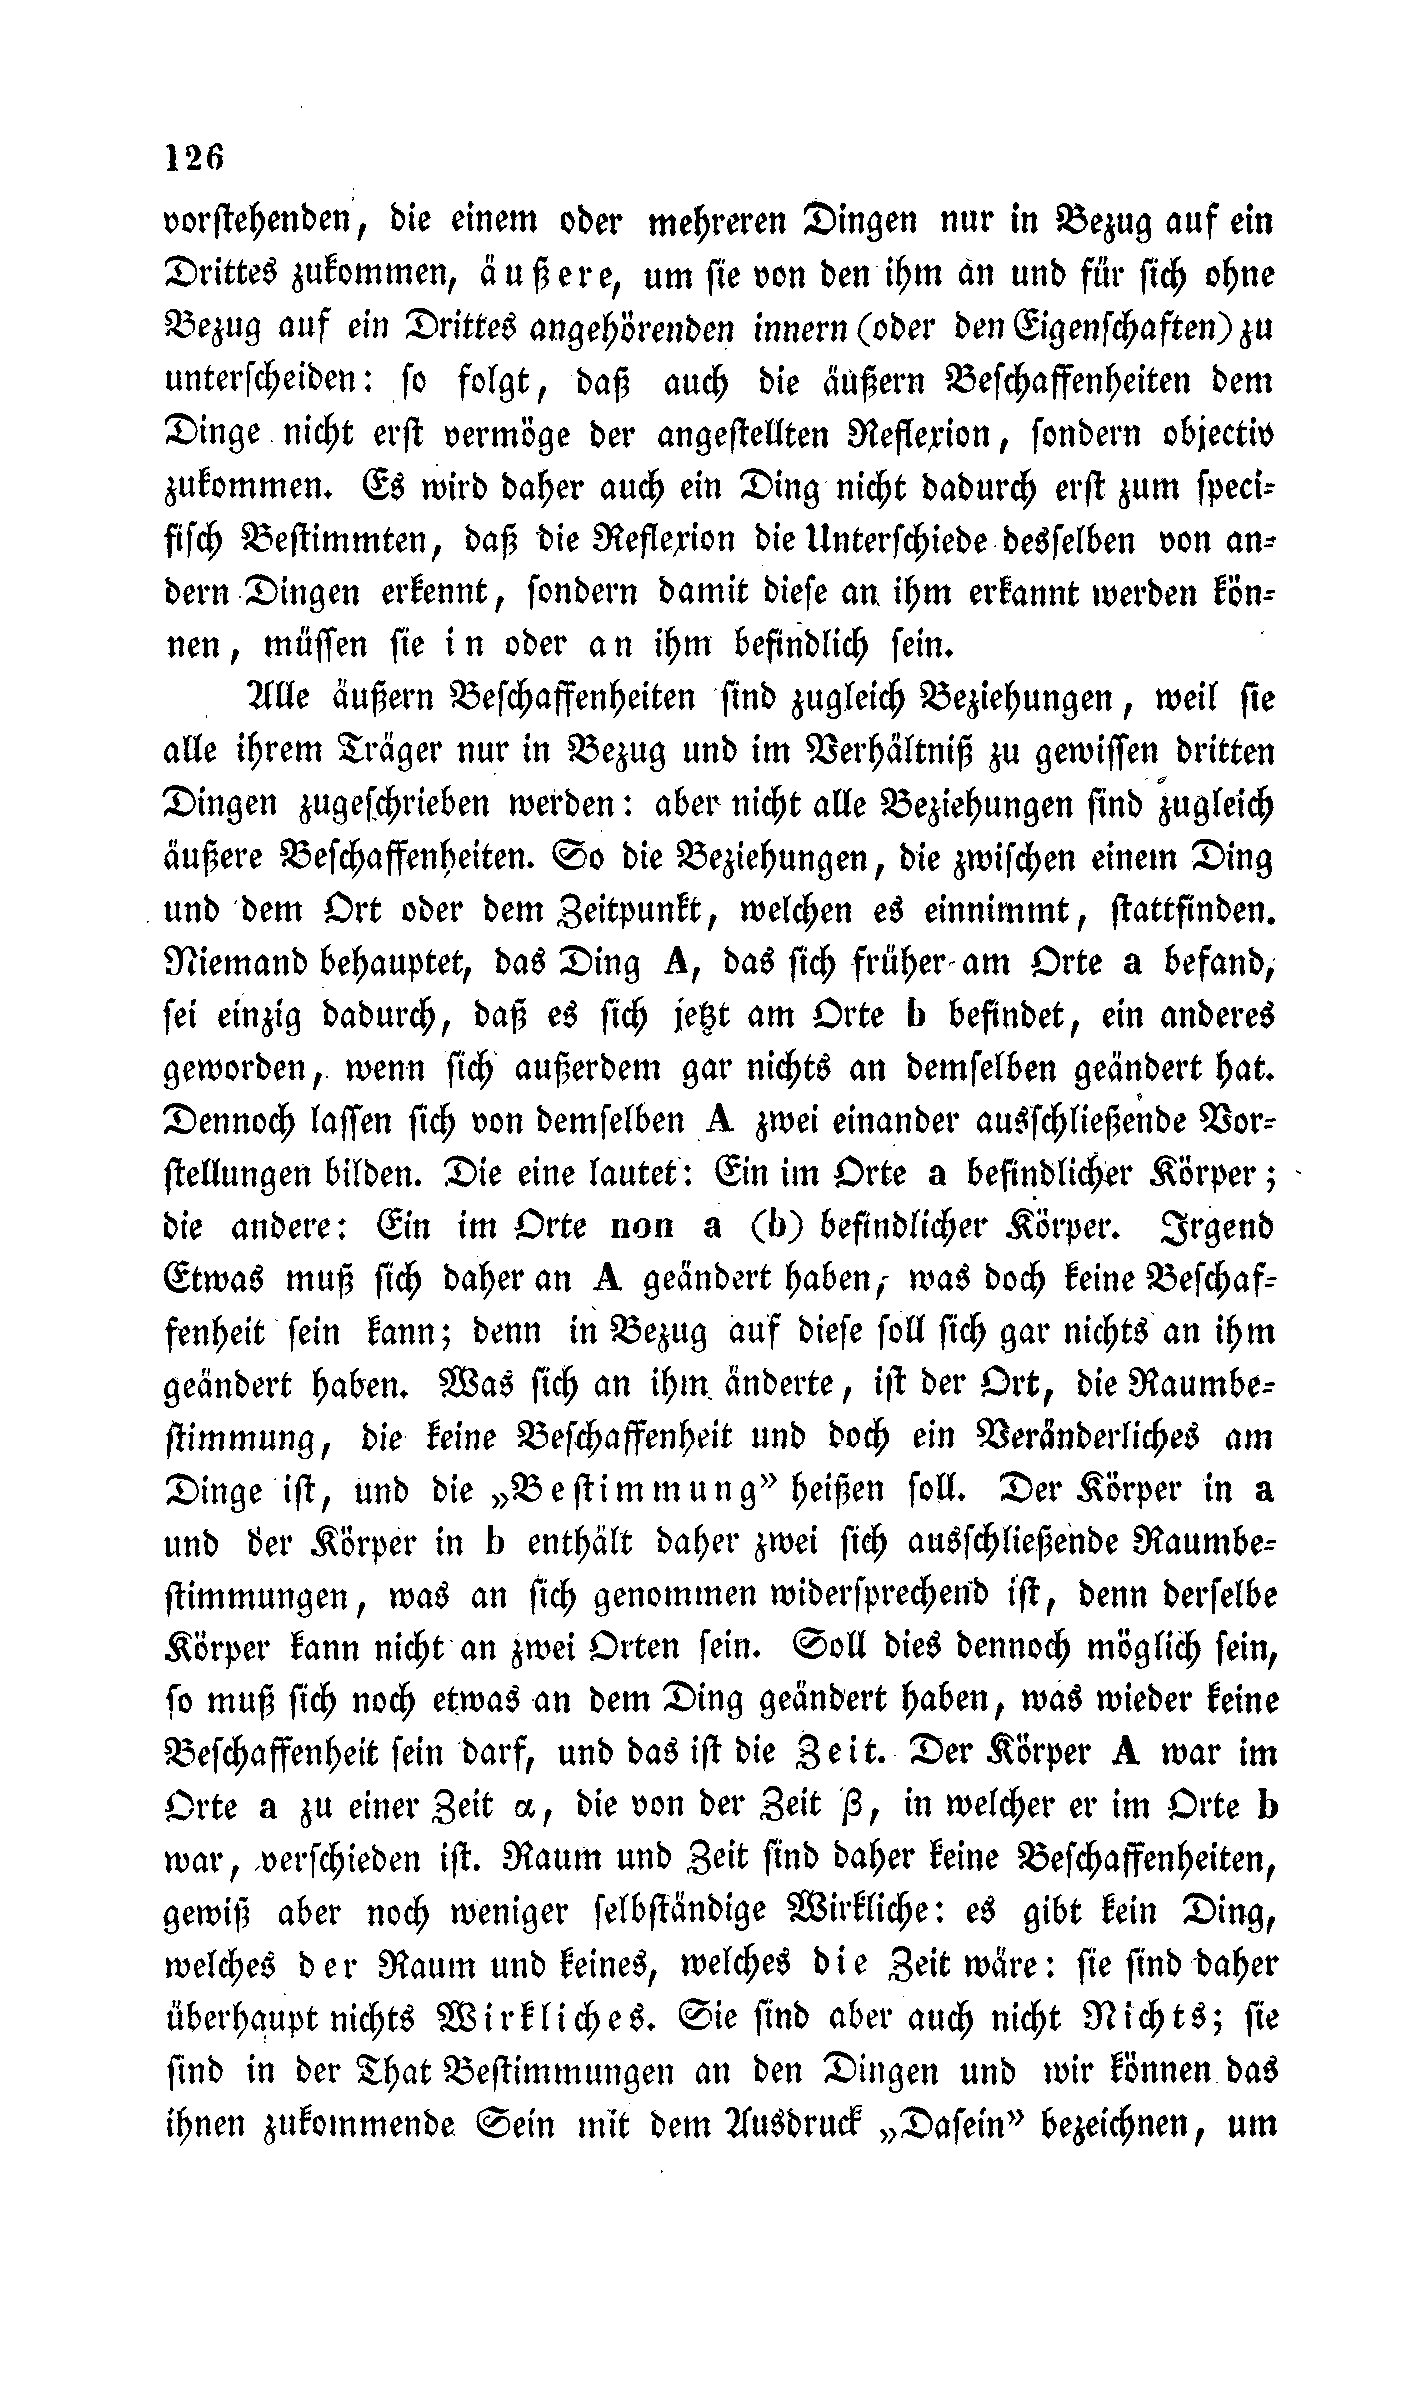 126
vorstehenden, die einem oder mehreren Dingen nur in Bezug auf ein
Drittes zukommen, äußere, um sie von den ihm an und für sich ohne
Bezug auf ein Drittes angehörenden innern (oder den Eigenschaften) zu
unterscheiden: so folgt, daß auch die äußern Beschaffenheiten dem
Dinge nicht erst vermöge der angestellten Reflexion, sondern objectiv
zukommen. Es wird daher auch ein Ding nicht dadurch erst zum speci-
fisch Bestimmten, daß die Reflexion die Unterschiede desselben von an-
dern Dingen erkennt, sondern damit diese an ihm erkannt werden kön-
nen, müssen sie in oder an ihm befindlich sein.
Alle äußern Beschaffenheiten sind zugleich Beziehungen, weil sie
alle ihrem Träger nur in Bezug und im Verhältniß zu gewissen dritten
Dingen zugeschrieben werden: aber nicht alle Beziehungen sind zugleich
äußere Beschaffenheiten. So die Beziehungen, die zwischen einem Ding
und dem Ort oder dem Zeitpunkt, welchen es einnimmt, stattfinden.
Niemand behauptet, das Ding A, das sich früher am Orte a befand,
sei einzig dadurch, daß es sich jetzt am Orte b befindet, ein anderes
geworden, wenn sich außerdem gar nichts an demselben geändert hat.
Dennoch lassen sich von demselben A zwei einander ausschließende Vor-
stellungen bilden. Die eine lautet: Ein im Orte a befindlicher Körper;
die andere: Ein im Orte non a (b) befindlicher Körper. Irgend
Etwas muß sich daher an A geändert haben, was doch keine Beschaf-
fenheit sein kann; denn in Bezug auf diese soll sich gar nichts an ihm
geändert haben. Was sich an ihm änderte, ist der Ort, die Raumbe-
stimmung, die keine Beschaffenheit und doch ein Veränderliches am
Dinge ist, und die „Bestimmung” heißen soll. Der Körper in a
und der Körper in b enthält daher zwei sich ausschließende Raumbe-
stimmungen, was an sich genommen widersprechend ist, denn derselbe
Körper kann nicht an zwei Orten sein. Soll dies dennoch möglich sein,
so muß sich noch etwas an dem Ding geändert haben, was wieder keine
Beschaffenheit sein darf, und das ist die Zeit. Der Körper A war im
Orte a zu einer Zeit α, die von der Zeit β, in welcher er im Orte b
war, verschieden ist. Raum und Zeit sind daher keine Beschaffenheiten,
gewiß aber noch weniger selbständige Wirkliche: es gibt kein Ding,
welches der Raum und keines, welches die Zeit wäre: sie sind daher
überhaupt nichts Wirkliches. Sie sind aber auch nicht Nichts; sie
sind in der That Bestimmungen an den Dingen und wir können das
ihnen zukommende Sein mit dem Ausdruck „Dasein” bezeichnen, um